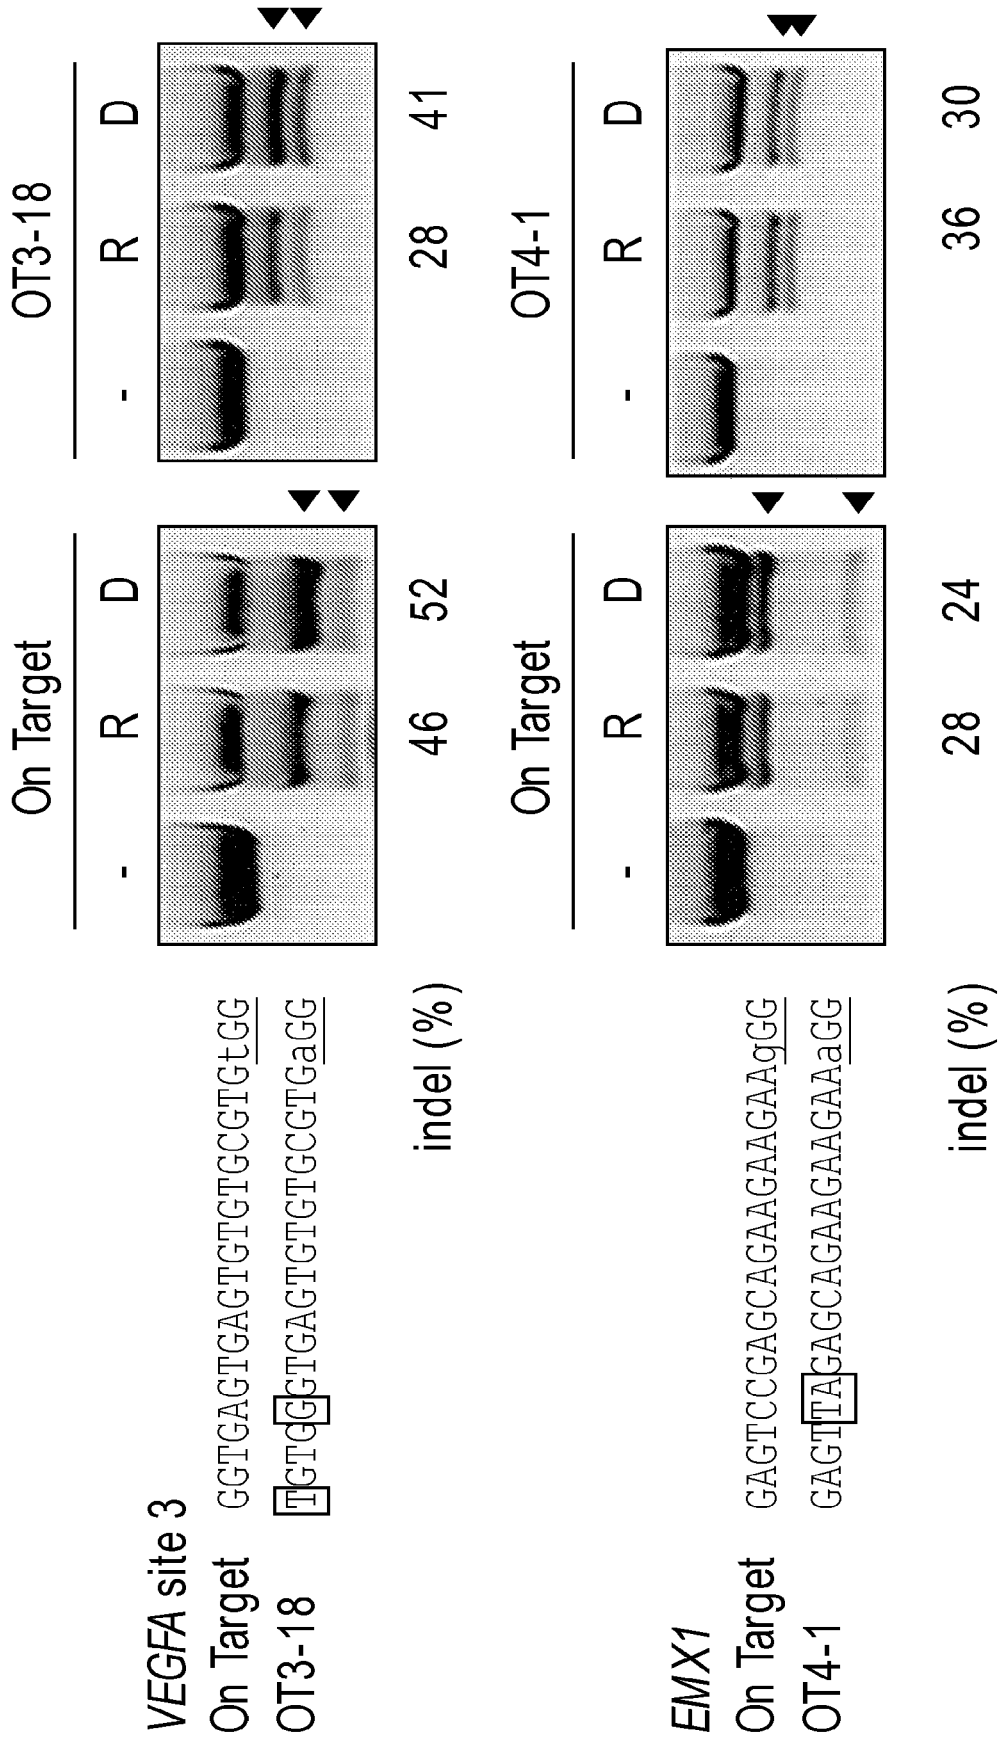 On Target OT3-18
- R D - R D
VEGFA site 3
On Target GGTGAGTGAGTGTGTGCGTGtGG
OT3-18 TGTGGGTGAGTGTGTGCGTGaGG
indel (%) 46 52 28 41
On Target OT4-1
- R D - R D
EMX1
On Target GAGTCCGAGCAGAAGAAGAAgGG
OT4-1 GAGTTAGAGCAGAAGAAGAAaGG
indel (%) 28 24 36 30